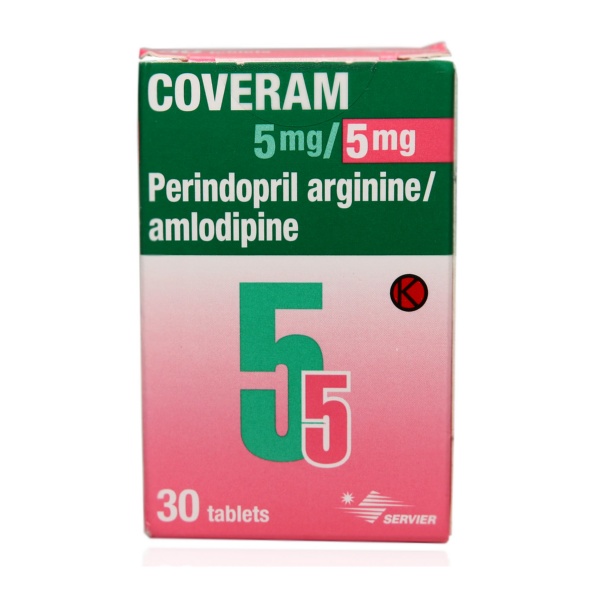 COVERAM
5mg/5mg
Perindopril arginine/
amlodipine
K
5
5
30 tablets
SERVIER